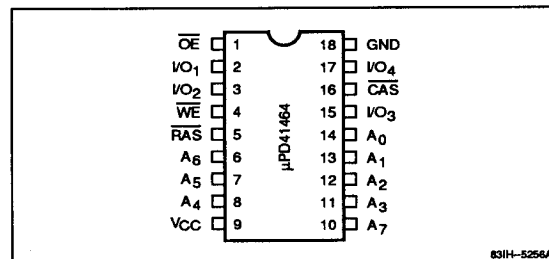 OE 1 18 GND
I/O1 2 17 I/O4
I/O2 3 16 CAS
WE 4 15 I/O3
RAS 5 14 A0
A6 6 13 A1
A5 7 12 A2
A4 8 11 A3
VCC 9 10 A7
µPD41464
83IH–5256A